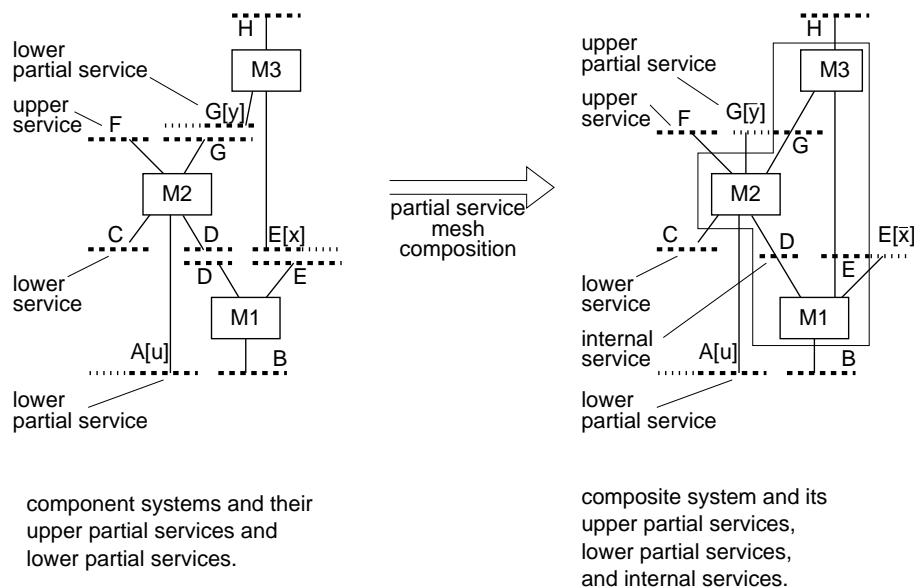 H
lower
partial service
M3
upper
service
F
G[y]
G
M2
C
D
E[x]
lower
service
D
E
M1
A[u]
B
lower
partial service
component systems and their
upper partial services and
lower partial services.
partial service
mesh
composition
H
upper
partial service
M3
upper
service
F
G[y̅]
G
M2
C
D
E[x̅]
E
lower
service
M1
internal
service
A[u]
B
lower
partial service
composite system and its
upper partial services,
lower partial services,
and internal services.